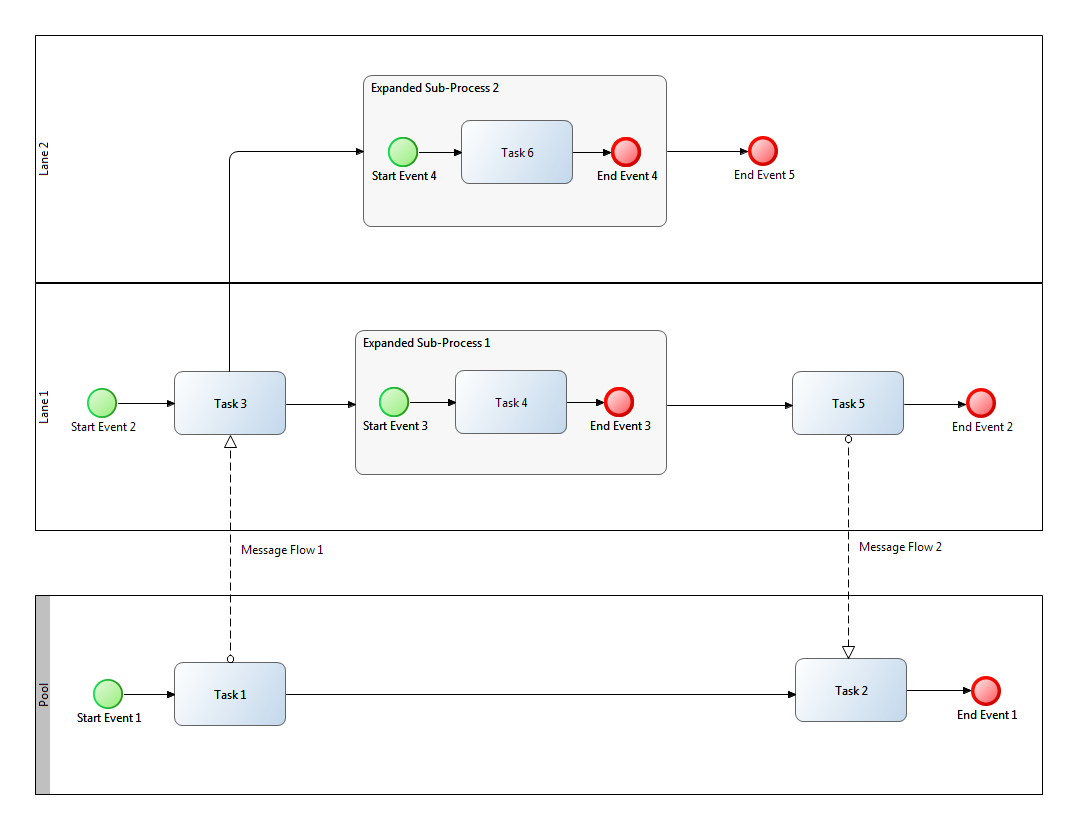 Expanded Sub-Process 2
Lane 2
Task 6
Start Event 4
End Event 4
End Event 5
Expanded Sub-Process 1
Lane 1
Task 3
Task 4
Task 5
Start Event 2
Start Event 3
End Event 3
End Event 2
Message Flow 1
Message Flow 2
Pool
Task 1
Task 2
Start Event 1
End Event 1